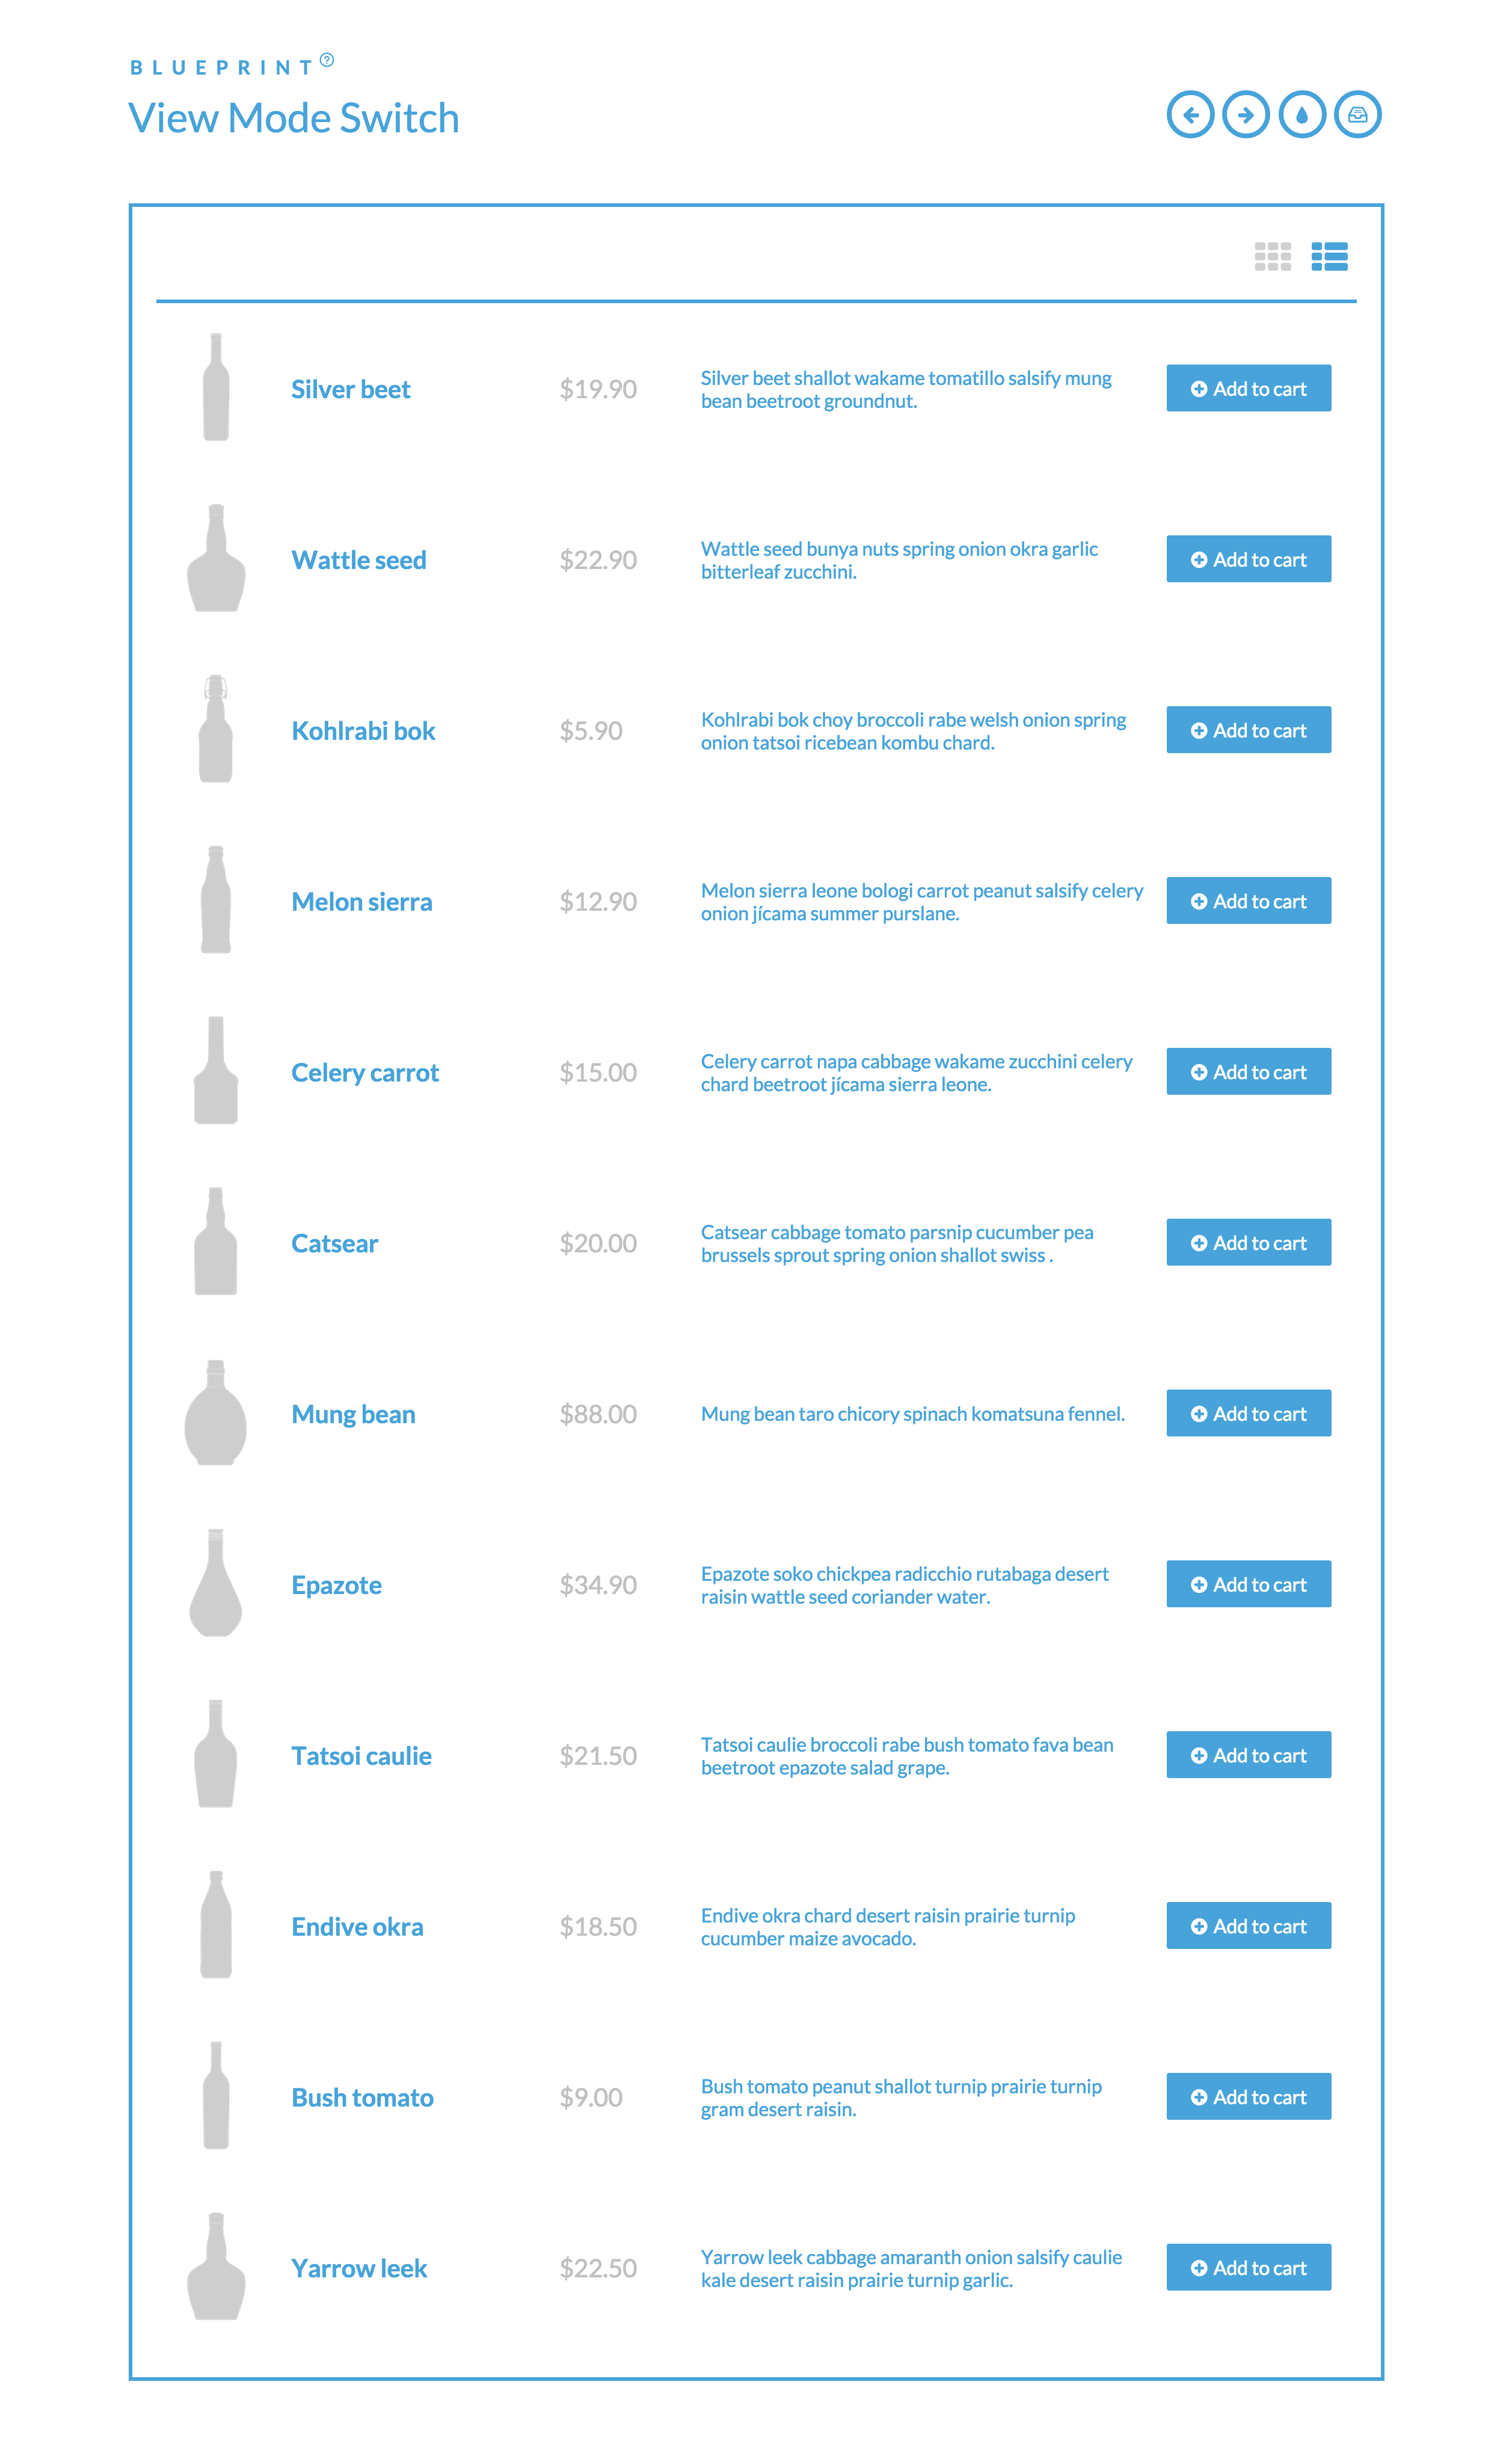 BLUEPRINT ?
View Mode Switch
Silver beet
$19.90
Silver beet shallot wakame tomatillo salsify mung
bean beetroot groundnut.
Add to cart
Wattle seed
$22.90
Wattle seed bunya nuts spring onion okra garlic
bitterleaf zucchini.
Add to cart
Kohlrabi bok
$5.90
Kohlrabi bok choy broccoli rabe welsh onion spring
onion tatsoi ricebean kombu chard.
Add to cart
Melon sierra
$12.90
Melon sierra leone bologi carrot peanut salsify celery
onion jícama summer purslane.
Add to cart
Celery carrot
$15.00
Celery carrot napa cabbage wakame zucchini celery
chard beetroot jícama sierra leone.
Add to cart
Catsear
$20.00
Catsear cabbage tomato parsnip cucumber pea
brussels sprout spring onion shallot swiss .
Add to cart
Mung bean
$88.00
Mung bean taro chicory spinach komatsuna fennel.
Add to cart
Epazote
$34.90
Epazote soko chickpea radicchio rutabaga desert
raisin wattle seed coriander water.
Add to cart
Tatsoi caulie
$21.50
Tatsoi caulie broccoli rabe bush tomato fava bean
beetroot epazote salad grape.
Add to cart
Endive okra
$18.50
Endive okra chard desert raisin prairie turnip
cucumber maize avocado.
Add to cart
Bush tomato
$9.00
Bush tomato peanut shallot turnip prairie turnip
gram desert raisin.
Add to cart
Yarrow leek
$22.50
Yarrow leek cabbage amaranth onion salsify caulie
kale desert raisin prairie turnip garlic.
Add to cart